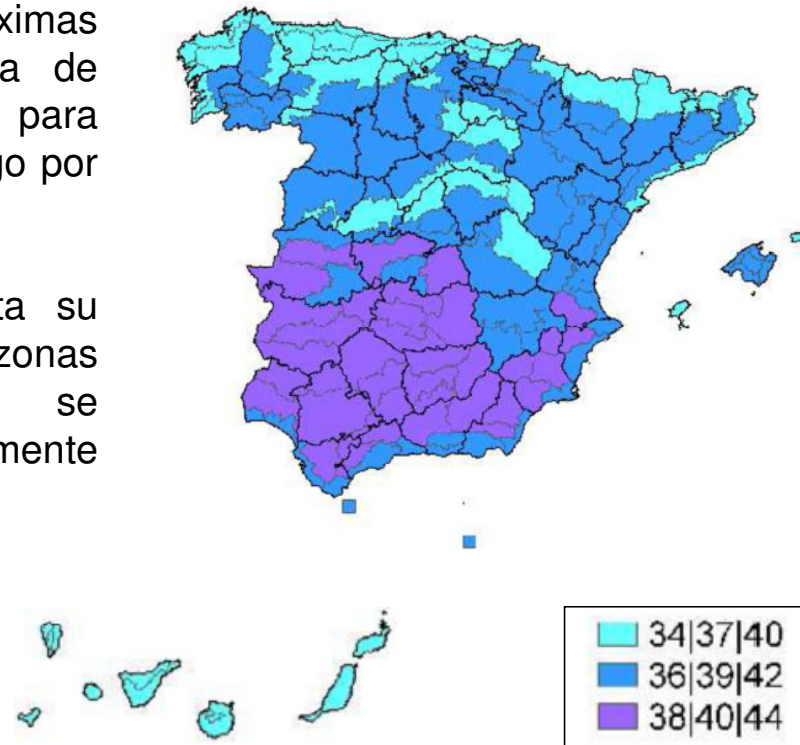 ximas
a de
para
go por
ta su
zonas
se
mente
34|37|40
36|39|42
38|40|44